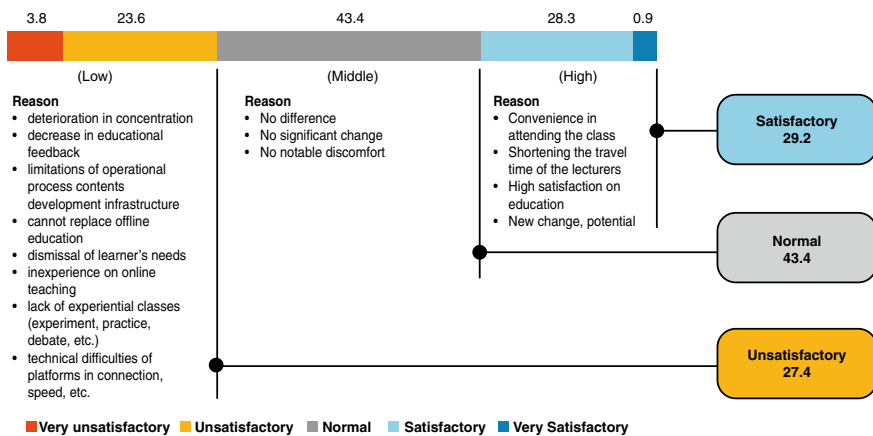 3.8 23.6 43.4 28.3 0.9
(Low) (Middle) (High)
Reason
• deterioration in concentration
• decrease in educational
feedback
• limitations of operational
process contents
development infrastructure
• cannot replace offline
education
• dismissal of learner's needs
• inexperience on online
teaching
• lack of experiential classes
(experiment, practice,
debate, etc.)
• technical difficulties of
platforms in connection,
speed, etc.
Reason
• No difference
• No significant change
• No notable discomfort
Reason
• Convenience in
attending the class
• Shortening the travel
time of the lecturers
• High satisfaction on
education
• New change, potential
Satisfactory
29.2
Normal
43.4
Unsatisfactory
27.4
Very unsatisfactory Unsatisfactory Normal Satisfactory Very Satisfactory